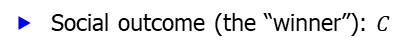 ► Social outcome (the “winner”): 𝐶